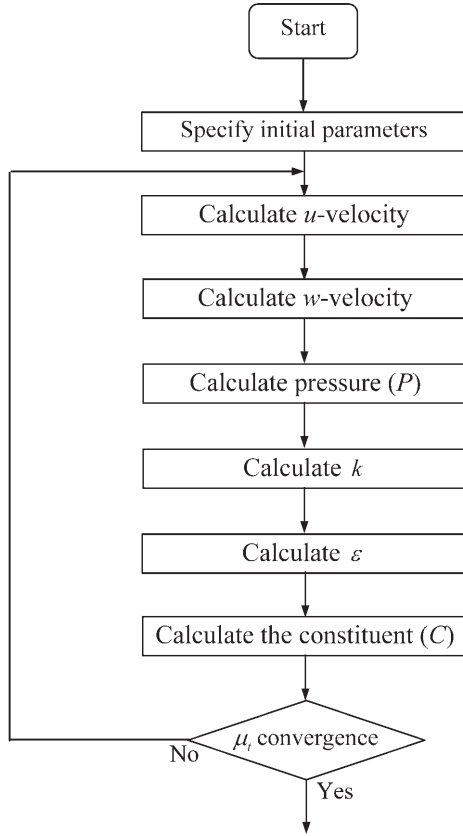 Start
Specify initial parameters
Calculate u-velocity
Calculate w-velocity
Calculate pressure (P)
Calculate k
Calculate ε
Calculate the constituent (C)
μt convergence
No
Yes